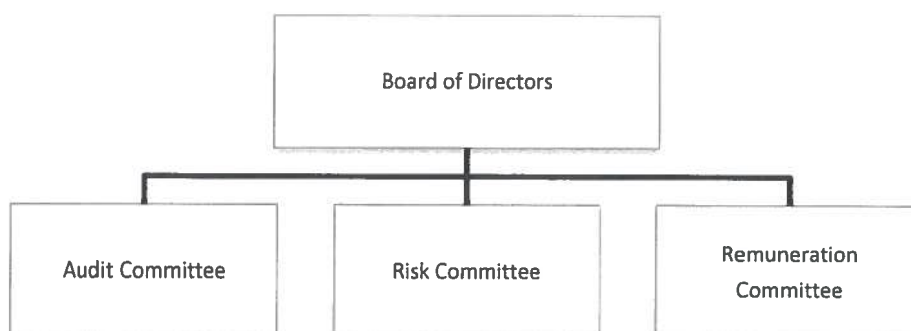 Board of Directors
Audit Committee
Risk Committee
Remuneration
Committee